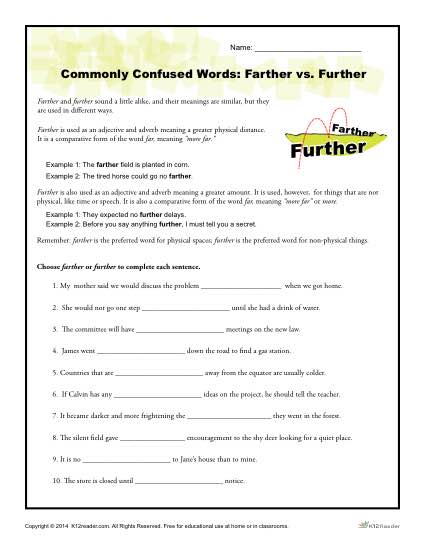 Name: ___________________________
Commonly Confused Words: Farther vs. Further
Farther and further sound a little alike, and their meanings are similar, but they
are used in different ways.
Farther
Further
Farther is used as an adjective and adverb meaning a greater physical distance.
It is a comparative form of the word far, meaning "more far."
Example 1: The farther field is planted in corn.
Example 2: The tired horse could go no farther.
Further is also used as an adjective and adverb meaning a greater amount. It is used, however, for things that are not
physical, like time or speech. It is also a comparative form of the word far, meaning "more far" or more.
Example 1: They expected no further delays.
Example 2: Before you say anything further, I must tell you a secret.
Remember: farther is the preferred word for physical spaces; further is the preferred word for non-physical things.
Choose farther or further to complete each sentence.
1. My mother said we would discuss the problem ______________________ when we got home.
2. She would not go one step ______________________ until she had a drink of water.
3. The committee will have ______________________ meetings on the new law.
4. James went ______________________ down the road to find a gas station.
5. Countries that are ______________________ away from the equator are usually colder.
6. If Calvin has any ______________________ ideas on the project, he should tell the teacher.
7. It became darker and more frightening the ______________________ they went in the forest.
8. The silent field gave __________________ encouragement to the shy deer looking for a quiet place.
9. It is no ______________________ to Jane's house than to mine.
10. The store is closed until ______________________ notice.
Copyright © 2014 K12reader.com. All Rights Reserved. Free for educational use at home or in classrooms.
K12Reader